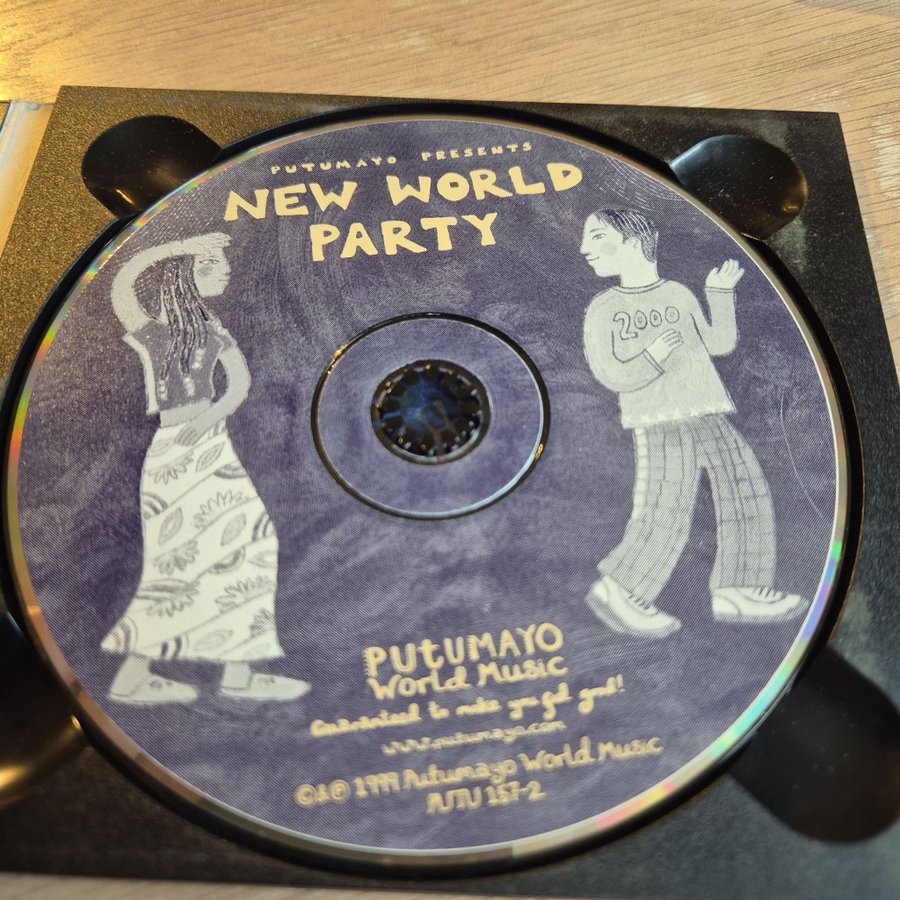 PUTUMAYO PRESENTS
NEW WORLD
PARTY
2000
PUTUMAYO
World Music
Guaranteed to make you feel good!
www.putumayo.com
©&℗ 1999 Putumayo World Music
PUTU 157-2